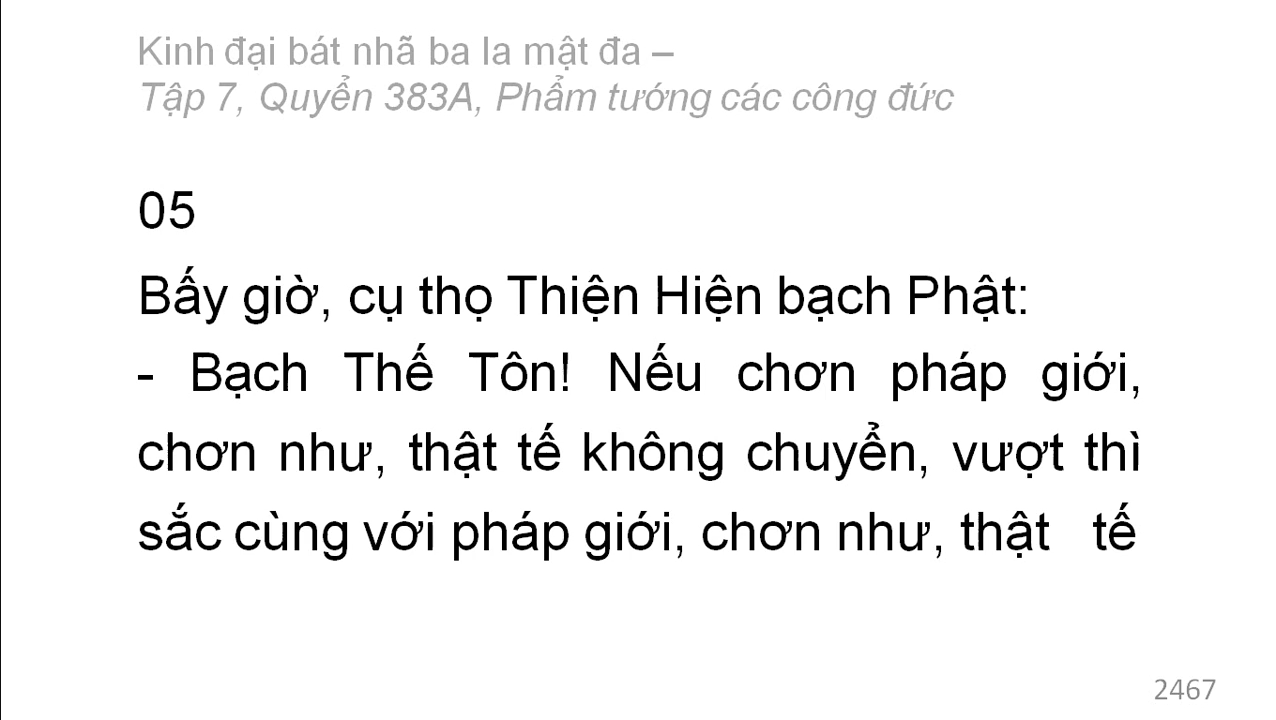 Kinh đại bát nhã ba la mật đa –
Tập 7, Quyển 383A, Phẩm tướng các công đức
05
Bấy giờ, cụ thọ Thiện Hiện bạch Phật:
- Bạch Thế Tôn! Nếu chơn pháp giới,
chơn như, thật tế không chuyển, vượt thì
sắc cùng với pháp giới, chơn như, thật tế
2467